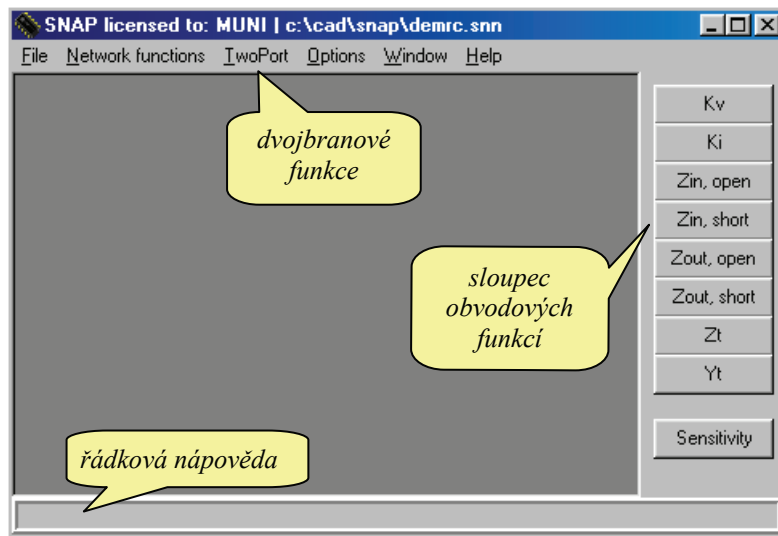 SNAP licensed to: MUNI | c:\cad\snap\demrc.snn
File Network functions TwoPort Options Window Help
dvojbranové
funkce
Kv
Ki
Zin, open
Zin, short
Zout, open
Zout, short
Zt
Yt
sloupec
obvodových
funkcí
Sensitivity
řádková nápověda